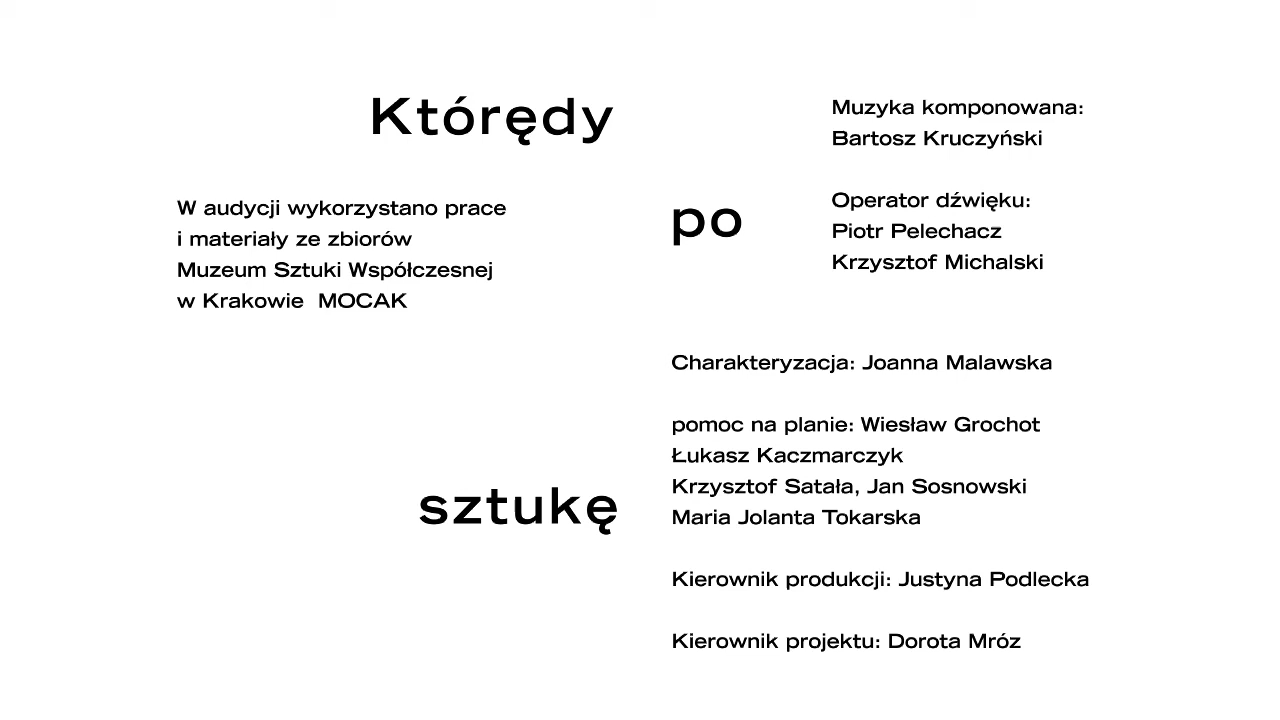 Którędy
po
sztukę
W audycji wykorzystano prace
i materiały ze zbiorów
Muzeum Sztuki Współczesnej
w Krakowie  MOCAK
Muzyka komponowana:
Bartosz Kruczyński
Operator dźwięku:
Piotr Pelechacz
Krzysztof Michalski
Charakteryzacja: Joanna Malawska
pomoc na planie: Wiesław Grochot
Łukasz Kaczmarczyk
Krzysztof Satała, Jan Sosnowski
Maria Jolanta Tokarska
Kierownik produkcji: Justyna Podlecka
Kierownik projektu: Dorota Mróz